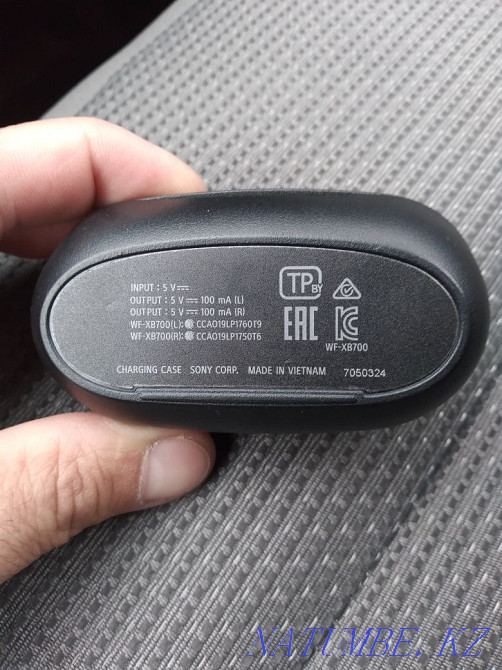 INPUT : 5 V⎓
OUTPUT : 5 V⎓ 100 mA (L)
OUTPUT : 5 V⎓ 100 mA (R)
WF-XB700(L): CCAO19LP1760T9
WF-XB700(R): CCAO19LP1750T6
TP BY
EAC
WF-XB700
CHARGING CASE SONY CORP. MADE IN VIETNAM 7050324
NATUMBE.KZ